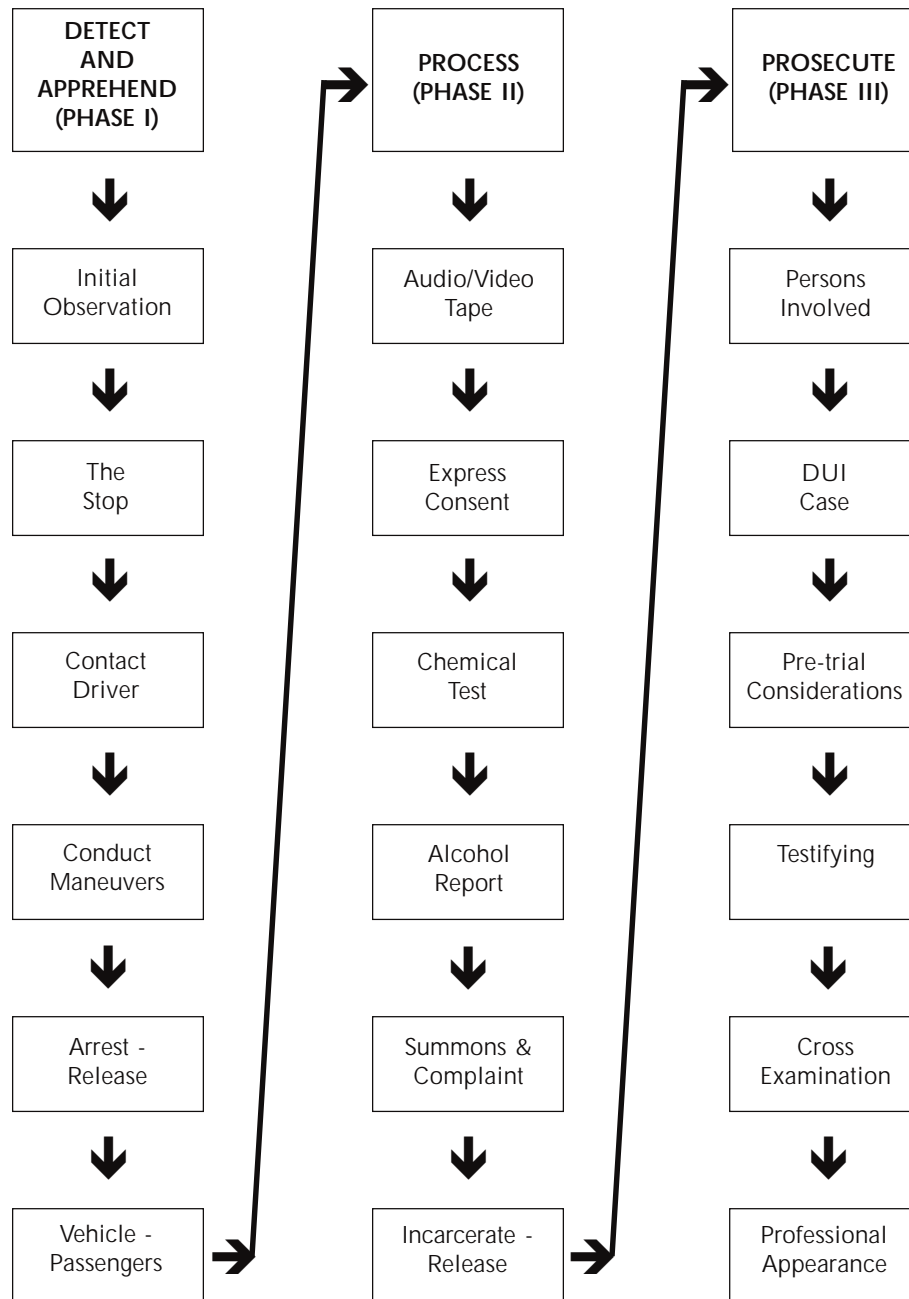 DETECT
AND
APPREHEND
(PHASE I)
Initial
Observation
The
Stop
Contact
Driver
Conduct
Maneuvers
Arrest -
Release
Vehicle -
Passengers
PROCESS
(PHASE II)
Audio/Video
Tape
Express
Consent
Chemical
Test
Alcohol
Report
Summons &
Complaint
Incarcerate -
Release
PROSECUTE
(PHASE III)
Persons
Involved
DUI
Case
Pre-trial
Considerations
Testifying
Cross
Examination
Professional
Appearance